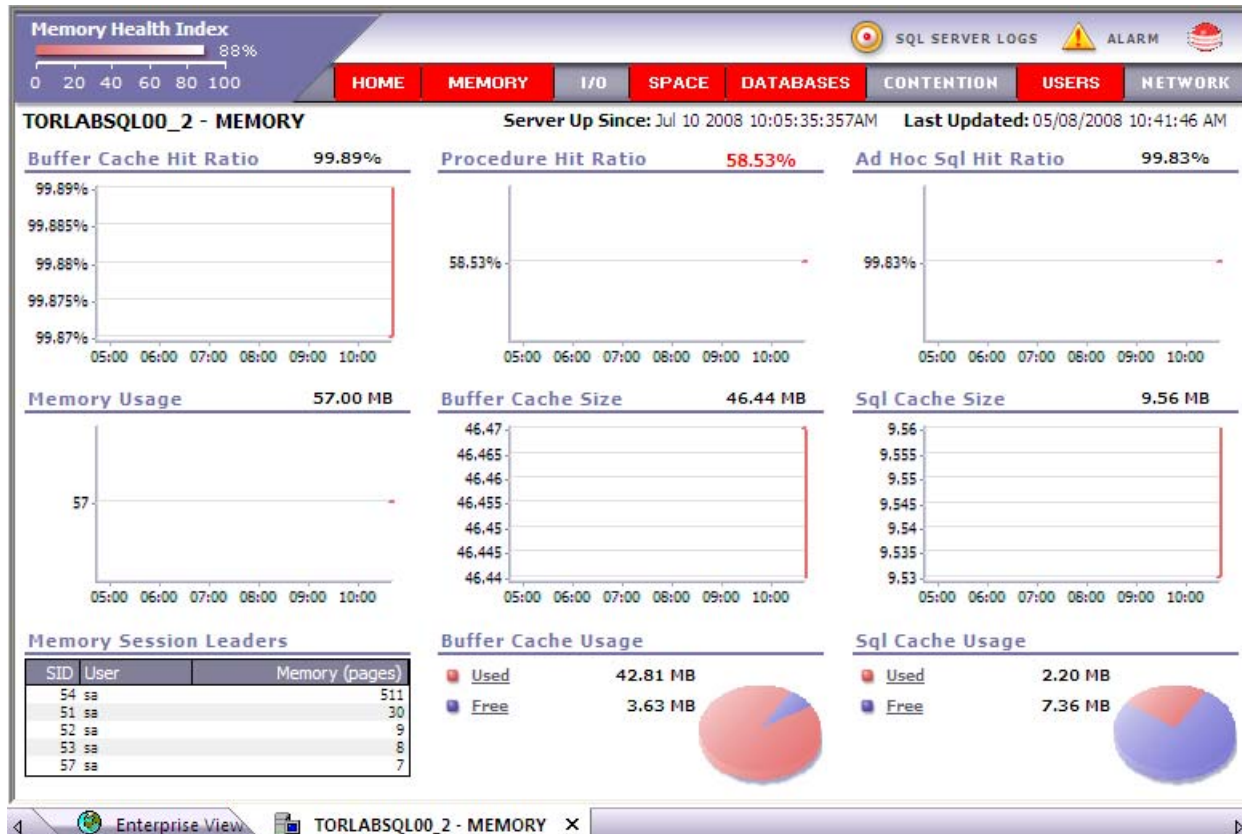 Memory Health Index
88%
0 20 40 60 80 100
SQL SERVER LOGS ALARM
HOME MEMORY I/O SPACE DATABASES CONTENTION USERS NETWORK
TORLABSQL00_2 - MEMORY Server Up Since: Jul 10 2008 10:05:35:357AM Last Updated: 05/08/2008 10:41:46 AM
Buffer Cache Hit Ratio 99.89%
99.89%
99.885%
99.88%
99.875%
99.87%
05:00 06:00 07:00 08:00 09:00 10:00
Procedure Hit Ratio 58.53%
58.53%
05:00 06:00 07:00 08:00 09:00 10:00
Ad Hoc Sql Hit Ratio 99.83%
99.83%
05:00 06:00 07:00 08:00 09:00 10:00
Memory Usage 57.00 MB
57
05:00 06:00 07:00 08:00 09:00 10:00
Buffer Cache Size 46.44 MB
46.47
46.465
46.46
46.455
46.45
46.445
46.44
05:00 06:00 07:00 08:00 09:00 10:00
Sql Cache Size 9.56 MB
9.56
9.555
9.55
9.545
9.54
9.535
9.53
05:00 06:00 07:00 08:00 09:00 10:00
Memory Session Leaders
SID User Memory (pages)
54 sa 511
51 sa 30
52 sa 9
53 sa 8
57 sa 7
Buffer Cache Usage
Used 42.81 MB
Free 3.63 MB
Sql Cache Usage
Used 2.20 MB
Free 7.36 MB
Enterprise View TORLABSQL00_2 - MEMORY X